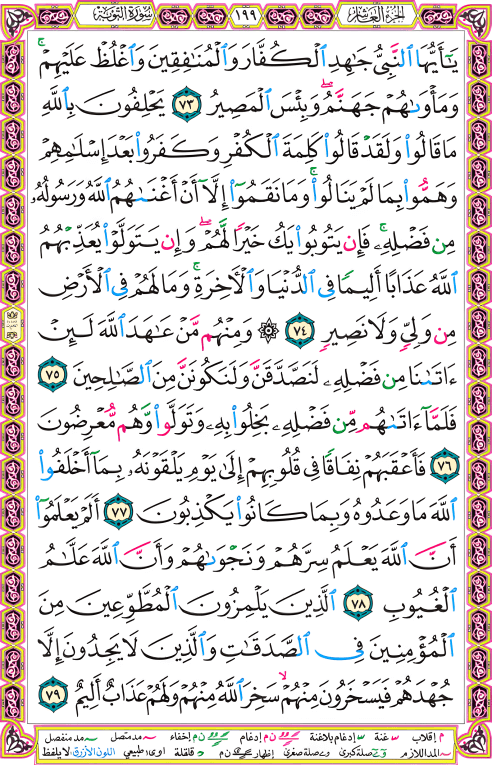 الجزء العاشر ١٩٩ سورة التوبة
يَـٰٓأَيُّهَا ٱلنَّبِيُّ جَـٰهِدِ ٱلْكُفَّارَ وَٱلْمُنَـٰفِقِينَ وَٱغْلُظْ عَلَيْهِمْۚ
وَمَأْوَىٰهُمْ جَهَنَّمُۖ وَبِئْسَ ٱلْمَصِيرُ ٧٣ يَحْلِفُونَ بِٱللَّهِ
مَا قَالُوا۟ وَلَقَدْ قَالُوا۟ كَلِمَةَ ٱلْكُفْرِ وَكَفَرُوا۟ بَعْدَ إِسْلَـٰمِهِمْ
وَهَمُّوا۟ بِمَا لَمْ يَنَالُوا۟ۚ وَمَا نَقَمُوٓا۟ إِلَّآ أَنْ أَغْنَىٰهُمُ ٱللَّهُ وَرَسُولُهُۥ
مِن فَضْلِهِۦۚ فَإِن يَتُوبُوا۟ يَكُ خَيْرًا لَّهُمْۖ وَإِن يَتَوَلَّوْا۟ يُعَذِّبْهُمُ
ٱللَّهُ عَذَابًا أَلِيمًا فِى ٱلدُّنْيَا وَٱلْـَٔاخِرَةِۚ وَمَا لَهُمْ فِى ٱلْأَرْضِ
مِن وَلِىٍّ وَلَا نَصِيرٍ ٧٤ ۞ وَمِنْهُم مَّنْ عَـٰهَدَ ٱللَّهَ لَئِنْ
ءَاتَىٰنَا مِن فَضْلِهِۦ لَنَصَّدَّقَنَّ وَلَنَكُونَنَّ مِنَ ٱلصَّـٰلِحِينَ ٧٥
فَلَمَّآ ءَاتَىٰهُم مِّن فَضْلِهِۦ بَخِلُوا۟ بِهِۦ وَتَوَلَّوا۟ وَّهُم مُّعْرِضُونَ
٧٦ فَأَعْقَبَهُمْ نِفَاقًا فِى قُلُوبِهِمْ إِلَىٰ يَوْمِ يَلْقَوْنَهُۥ بِمَآ أَخْلَفُوا۟
ٱللَّهَ مَا وَعَدُوهُ وَبِمَا كَانُوا۟ يَكْذِبُونَ ٧٧ أَلَمْ يَعْلَمُوٓا۟
أَنَّ ٱللَّهَ يَعْلَمُ سِرَّهُمْ وَنَجْوَىٰهُمْ وَأَنَّ ٱللَّهَ عَلَّـٰمُ
ٱلْغُيُوبِ ٧٨ ٱلَّذِينَ يَلْمِزُونَ ٱلْمُطَّوِّعِينَ مِنَ
ٱلْمُؤْمِنِينَ فِى ٱلصَّدَقَـٰتِ وَٱلَّذِينَ لَا يَجِدُونَ إِلَّا
جُهْدَهُمْ فَيَسْخَرُونَ مِنْهُمْۙ سَخِرَ ٱللَّهُ مِنْهُمْ وَلَهُمْ عَذَابٌ أَلِيمٌ ٧٩
م إقلاب س غنة س إدغام بلاغنة ن م إدغام ن م إخفاء مد متصل مد منفصل
المد اللازم صلة كبرى صلة صغرى إظهار ن م د قلقلة اوى طبيعي اللون الأزرق: لا يلفظ